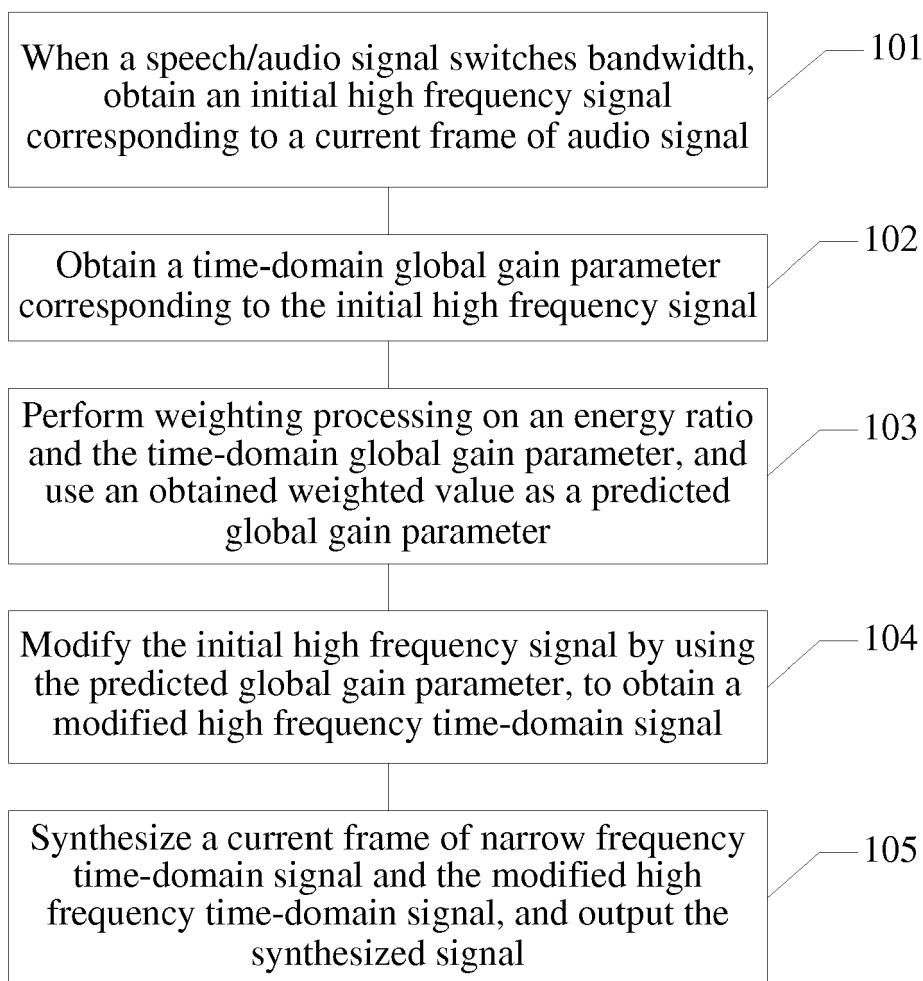 When a speech/audio signal switches bandwidth,
obtain an initial high frequency signal
corresponding to a current frame of audio signal
101
Obtain a time-domain global gain parameter
corresponding to the initial high frequency signal
102
Perform weighting processing on an energy ratio
and the time-domain global gain parameter, and
use an obtained weighted value as a predicted
global gain parameter
103
Modify the initial high frequency signal by using
the predicted global gain parameter, to obtain a
modified high frequency time-domain signal
104
Synthesize a current frame of narrow frequency
time-domain signal and the modified high
frequency time-domain signal, and output the
synthesized signal
105